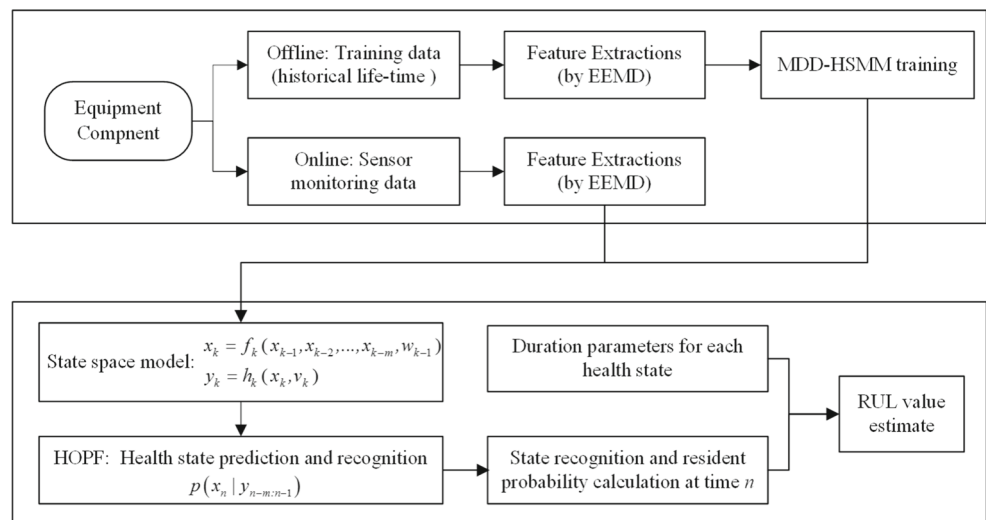 Equipment
Compnent
Offline: Training data
(historical life-time )
Feature Extractions
(by EEMD)
MDD-HSMM training
Online: Sensor
monitoring data
Feature Extractions
(by EEMD)
State space model:
x_k = f_k(x_{k-1}, x_{k-2},..., x_{k-m}, w_{k-1})
y_k = h_k(x_k, v_k)
Duration parameters for each
health state
RUL value
estimate
HOPF: Health state prediction and recognition
p(x_n | y_{n-m:n-1})
State recognition and resident
probability calculation at time n